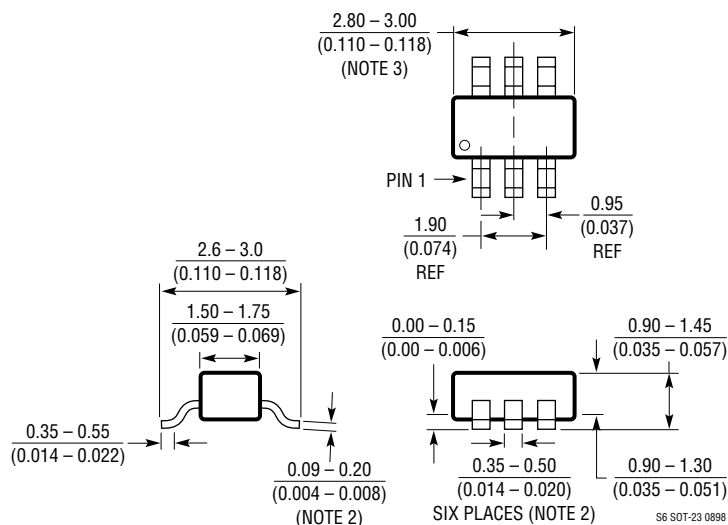 2.80 – 3.00
(0.110 – 0.118)
(NOTE 3)
PIN 1
1.90
(0.074)
REF
0.95
(0.037)
REF
2.6 – 3.0
(0.110 – 0.118)
1.50 – 1.75
(0.059 – 0.069)
0.35 – 0.55
(0.014 – 0.022)
0.09 – 0.20
(0.004 – 0.008)
(NOTE 2)
0.00 – 0.15
(0.00 – 0.006)
0.90 – 1.45
(0.035 – 0.057)
0.35 – 0.50
(0.014 – 0.020)
SIX PLACES (NOTE 2)
0.90 – 1.30
(0.035 – 0.051)
S6 SOT-23 0898